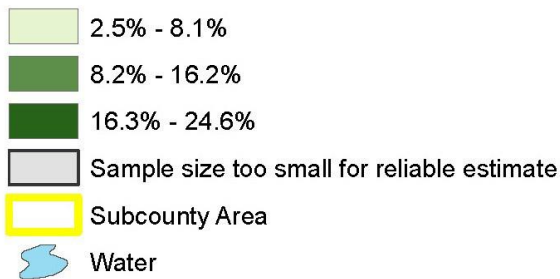 2.5% - 8.1%
8.2% - 16.2%
16.3% - 24.6%
Sample size too small for reliable estimate
Subcounty Area
Water